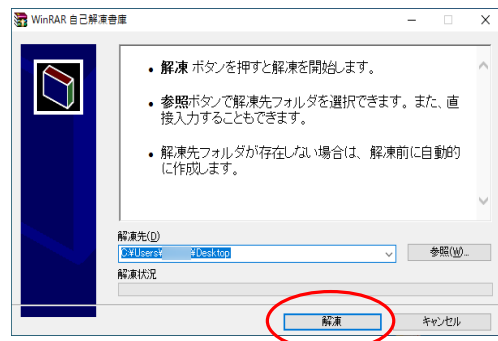 WinRAR 自己解凍書庫
• 解凍 ボタンを押すと解凍を開始します。
• 参照ボタンで解凍先フォルダを選択できます。また、直
接入力することもできます。
• 解凍先フォルダが存在しない場合は、解凍前に自動的
に作成します。
解凍先(D)
C:¥Users¥ ¥Desktop
参照(W)...
解凍状況
解凍
キャンセル